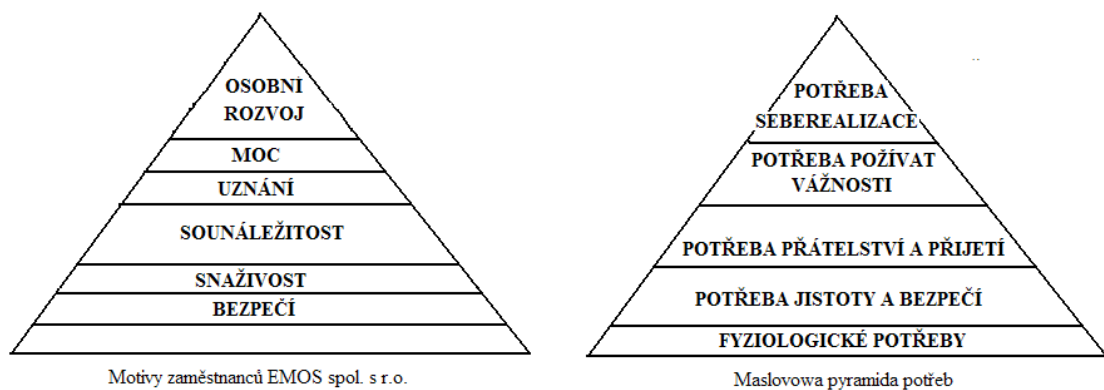 OSOBNÍ
ROZVOJ
MOC
UZNÁNÍ
SOUNÁLEŽITOST
SNAŽIVOST
BEZPEČÍ
Motivy zaměstnanců EMOS spol. s r.o.
POTŘEBA
SEBEREALIZACE
POTŘEBA POŽÍVAT
VÁŽNOSTI
POTŘEBA PŘÁTELSTVÍ A PŘIJETÍ
POTŘEBA JISTOTY A BEZPEČÍ
FYZIOLOGICKÉ POTŘEBY
Maslowova pyramida potřeb